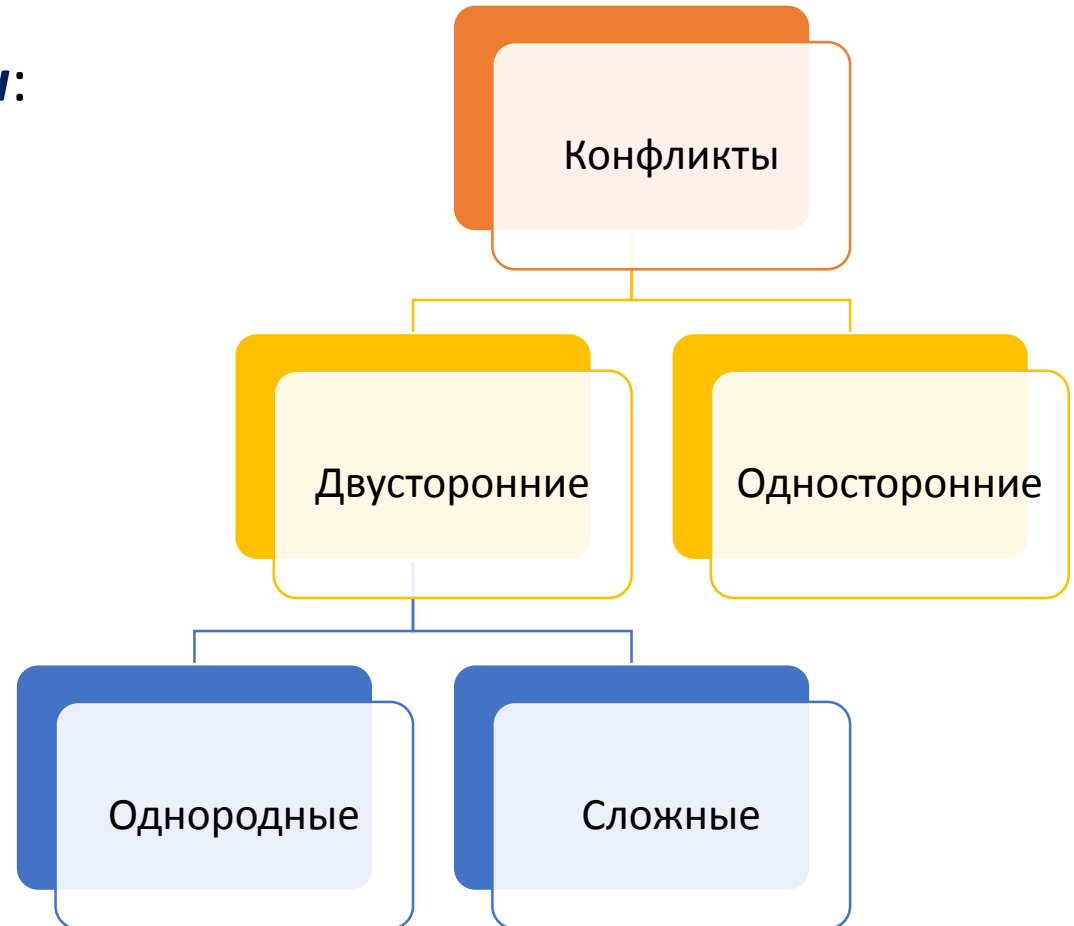 Конфликты
Двусторонние
Односторонние
Однородные
Сложные